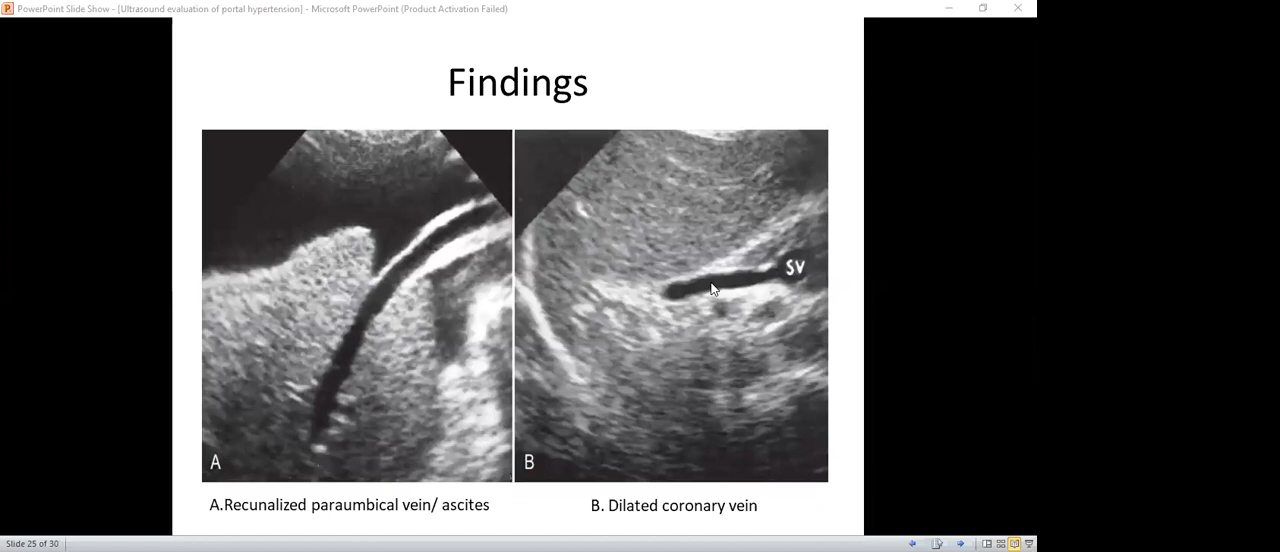 PowerPoint Slide Show - [Ultrasound evaluation of portal hypertension] - Microsoft PowerPoint (Product Activation Failed)
Findings
SV
A
B
A.Recunalized paraumbical vein/ ascites
B. Dilated coronary vein
Slide 25 of 30